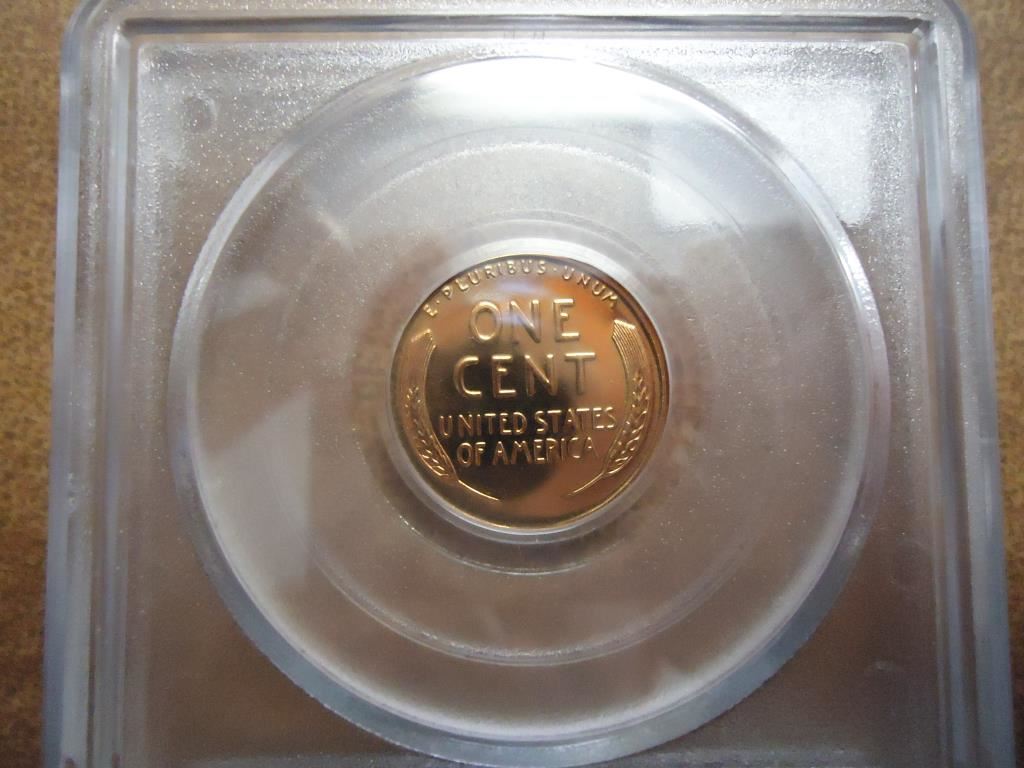 E·PLURIBUS·UNUM
ONE
CENT
UNITED STATES
OF AMERICA